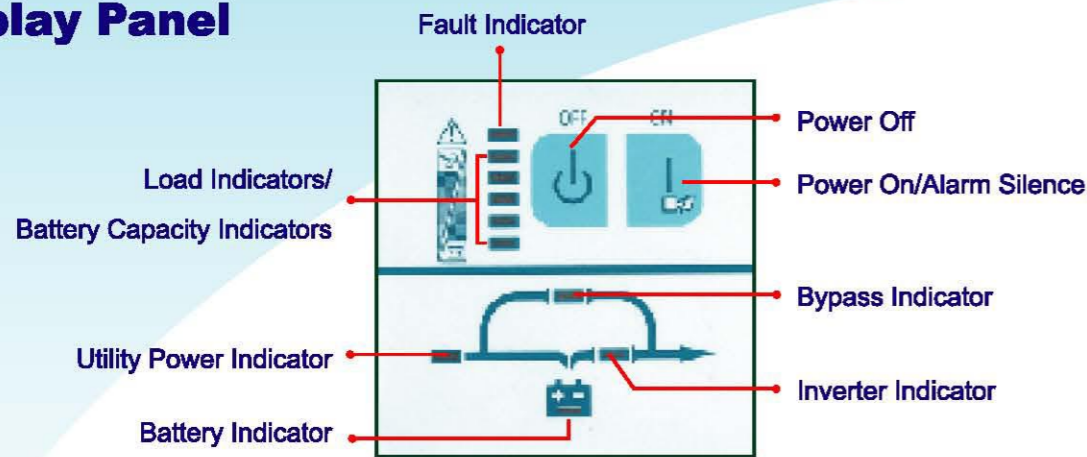 play Panel
Fault Indicator
OFF
Power Off
Load Indicators/
Power On/Alarm Silence
Battery Capacity Indicators
Bypass Indicator
Utility Power Indicator
Inverter Indicator
Battery Indicator